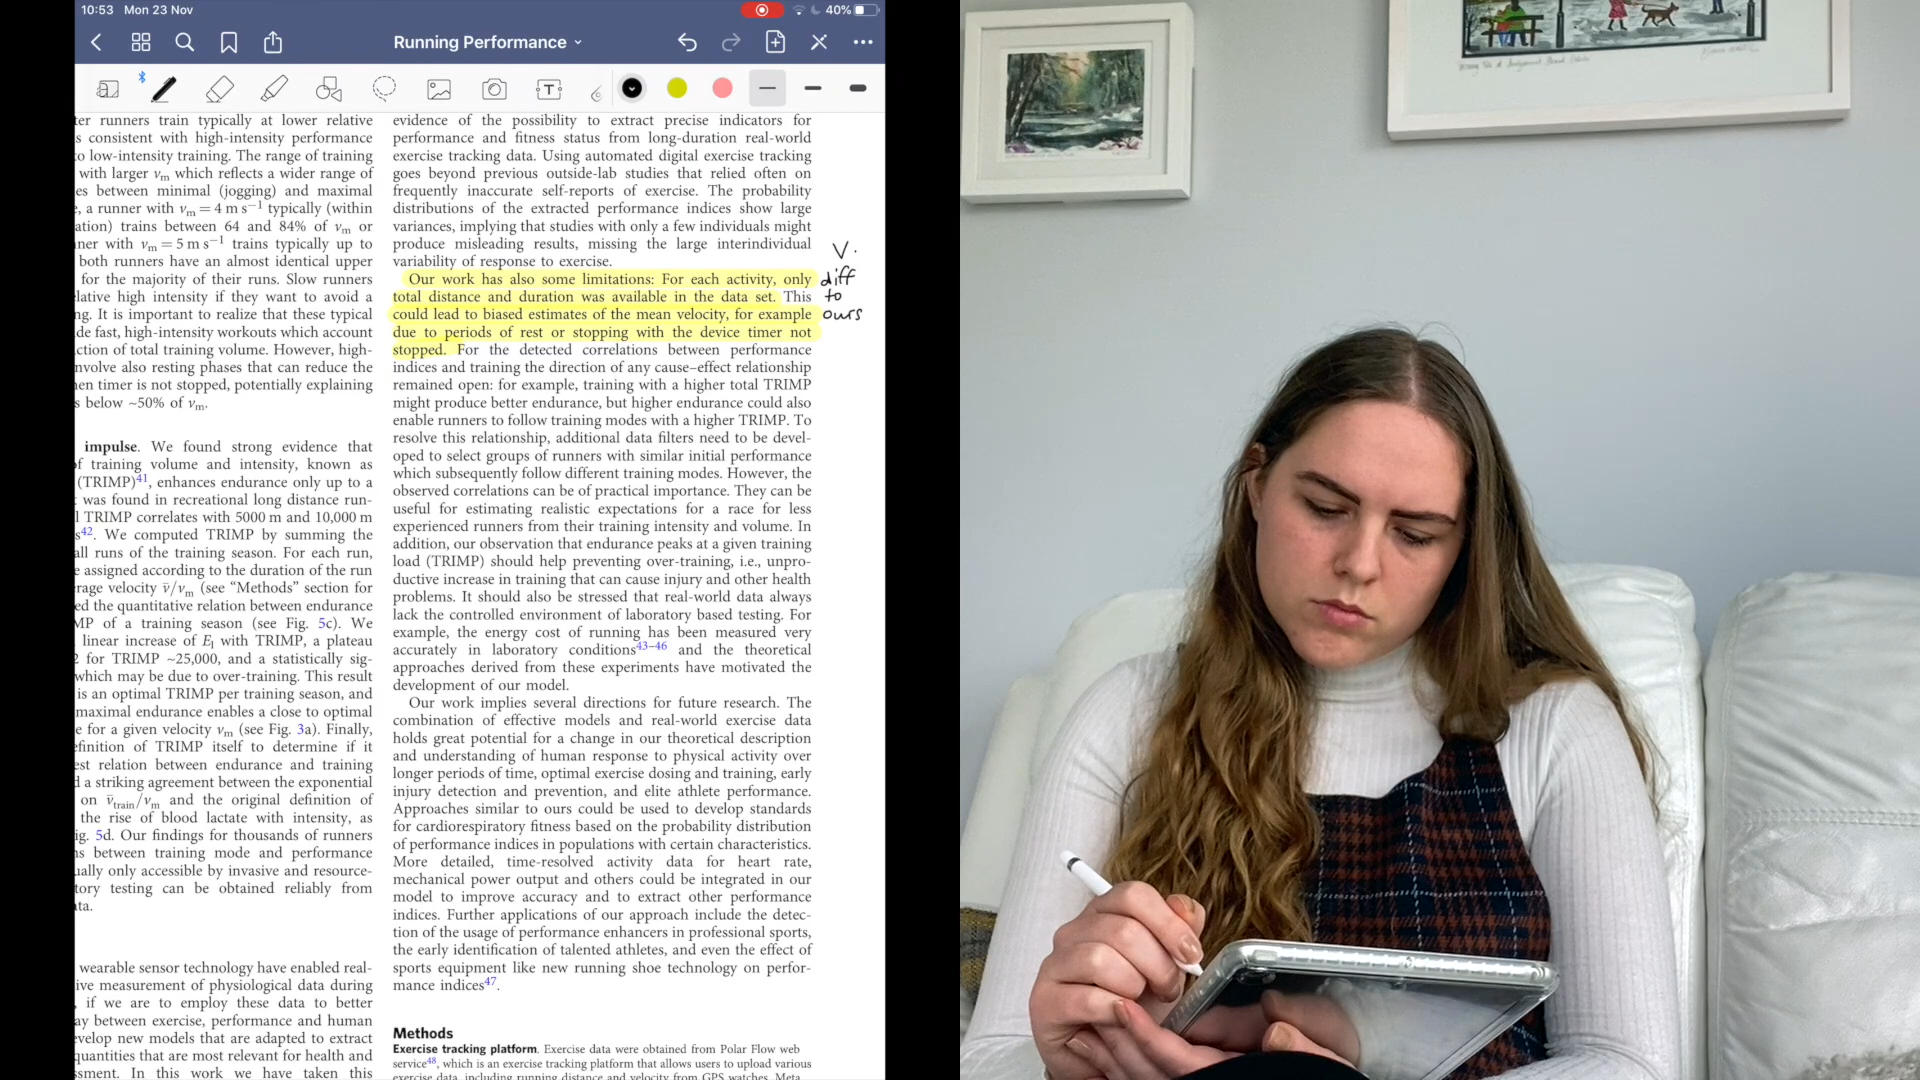 10:53 Mon 23 Nov
40%
Running Performance
T
ter runners train typically at lower relative
s consistent with high-intensity performance
to low-intensity training. The range of training
with larger vm which reflects a wider range of
es between minimal (jogging) and maximal
e, a runner with vm = 4 m s−1 typically (within
ation) trains between 64 and 84% of vm or
ner with vm = 5 m s−1 trains typically up to
both runners have an almost identical upper
for the majority of their runs. Slow runners
elative high intensity if they want to avoid a
ng. It is important to realize that these typical
de fast, high-intensity workouts which account
ction of total training volume. However, high-
nvolve also resting phases that can reduce the
en timer is not stopped, potentially explaining
s below ~50% of vm.
impulse. We found strong evidence that
of training volume and intensity, known as
(TRIMP)41, enhances endurance only up to a
t was found in recreational long distance run-
l TRIMP correlates with 5000 m and 10,000 m
s42. We computed TRIMP by summing the
all runs of the training season. For each run,
e assigned according to the duration of the run
rage velocity v̄/vm (see “Methods” section for
ed the quantitative relation between endurance
MP of a training season (see Fig. 5c). We
linear increase of El with TRIMP, a plateau
2 for TRIMP ~25,000, and a statistically sig-
which may be due to over-training. This result
is an optimal TRIMP per training season, and
maximal endurance enables a close to optimal
e for a given velocity vm (see Fig. 3a). Finally,
efinition of TRIMP itself to determine if it
est relation between endurance and training
d a striking agreement between the exponential
on v̄train/vm and the original definition of
the rise of blood lactate with intensity, as
ig. 5d. Our findings for thousands of runners
ns between training mode and performance
ually only accessible by invasive and resource-
tory testing can be obtained reliably from
ata.
wearable sensor technology have enabled real-
ive measurement of physiological data during
, if we are to employ these data to better
ay between exercise, performance and human
evelop new models that are adapted to extract
quantities that are most relevant for health and
ssment. In this work we have taken this
evidence of the possibility to extract precise indicators for
performance and fitness status from long-duration real-world
exercise tracking data. Using automated digital exercise tracking
goes beyond previous outside-lab studies that relied often on
frequently inaccurate self-reports of exercise. The probability
distributions of the extracted performance indices show large
variances, implying that studies with only a few individuals might
produce misleading results, missing the large interindividual
variability of response to exercise.
Our work has also some limitations: For each activity, only
total distance and duration was available in the data set. This
could lead to biased estimates of the mean velocity, for example
due to periods of rest or stopping with the device timer not
stopped. For the detected correlations between performance
indices and training the direction of any cause–effect relationship
remained open: for example, training with a higher total TRIMP
might produce better endurance, but higher endurance could also
enable runners to follow training modes with a higher TRIMP. To
resolve this relationship, additional data filters need to be devel-
oped to select groups of runners with similar initial performance
which subsequently follow different training modes. However, the
observed correlations can be of practical importance. They can be
useful for estimating realistic expectations for a race for less
experienced runners from their training intensity and volume. In
addition, our observation that endurance peaks at a given training
load (TRIMP) should help preventing over-training, i.e., unpro-
ductive increase in training that can cause injury and other health
problems. It should also be stressed that real-world data always
lack the controlled environment of laboratory based testing. For
example, the energy cost of running has been measured very
accurately in laboratory conditions43–46 and the theoretical
approaches derived from these experiments have motivated the
development of our model.
Our work implies several directions for future research. The
combination of effective models and real-world exercise data
holds great potential for a change in our theoretical description
and understanding of human response to physical activity over
longer periods of time, optimal exercise dosing and training, early
injury detection and prevention, and elite athlete performance.
Approaches similar to ours could be used to develop standards
for cardiorespiratory fitness based on the probability distribution
of performance indices in populations with certain characteristics.
More detailed, time-resolved activity data for heart rate,
mechanical power output and others could be integrated in our
model to improve accuracy and to extract other performance
indices. Further applications of our approach include the detec-
tion of the usage of performance enhancers in professional sports,
the early identification of talented athletes, and even the effect of
sports equipment like new running shoe technology on perfor-
mance indices47.
Methods
Exercise tracking platform. Exercise data were obtained from Polar Flow web
service48, which is an exercise tracking platform that allows users to upload various
exercise data, including running distance and velocity from GPS watches. Meta
V.
diff
to
ours